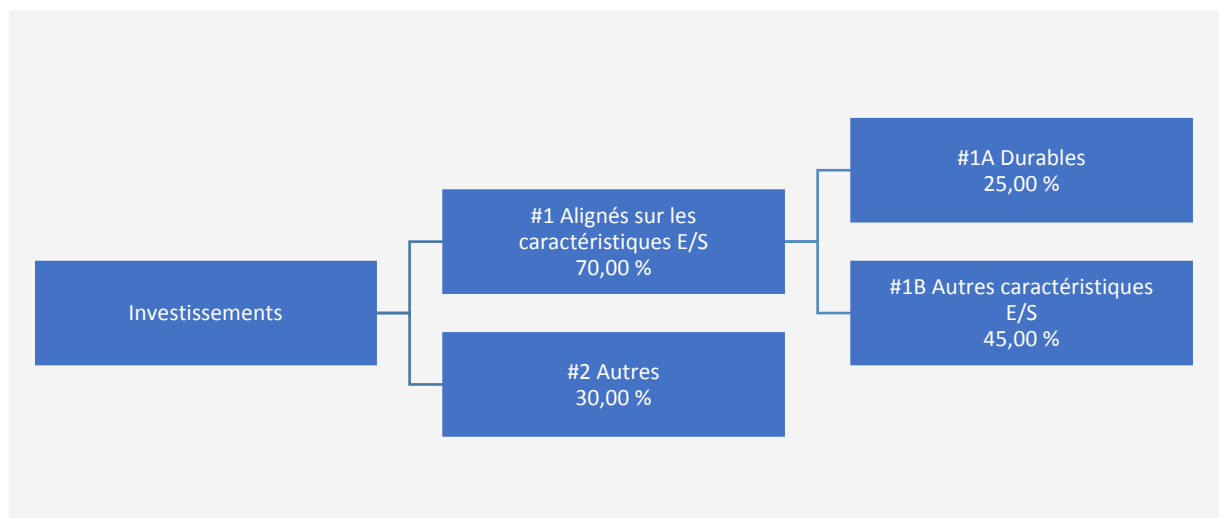 Investissements
#1 Alignés sur les
caractéristiques E/S
70,00 %
#2 Autres
30,00 %
#1A Durables
25,00 %
#1B Autres caractéristiques
E/S
45,00 %